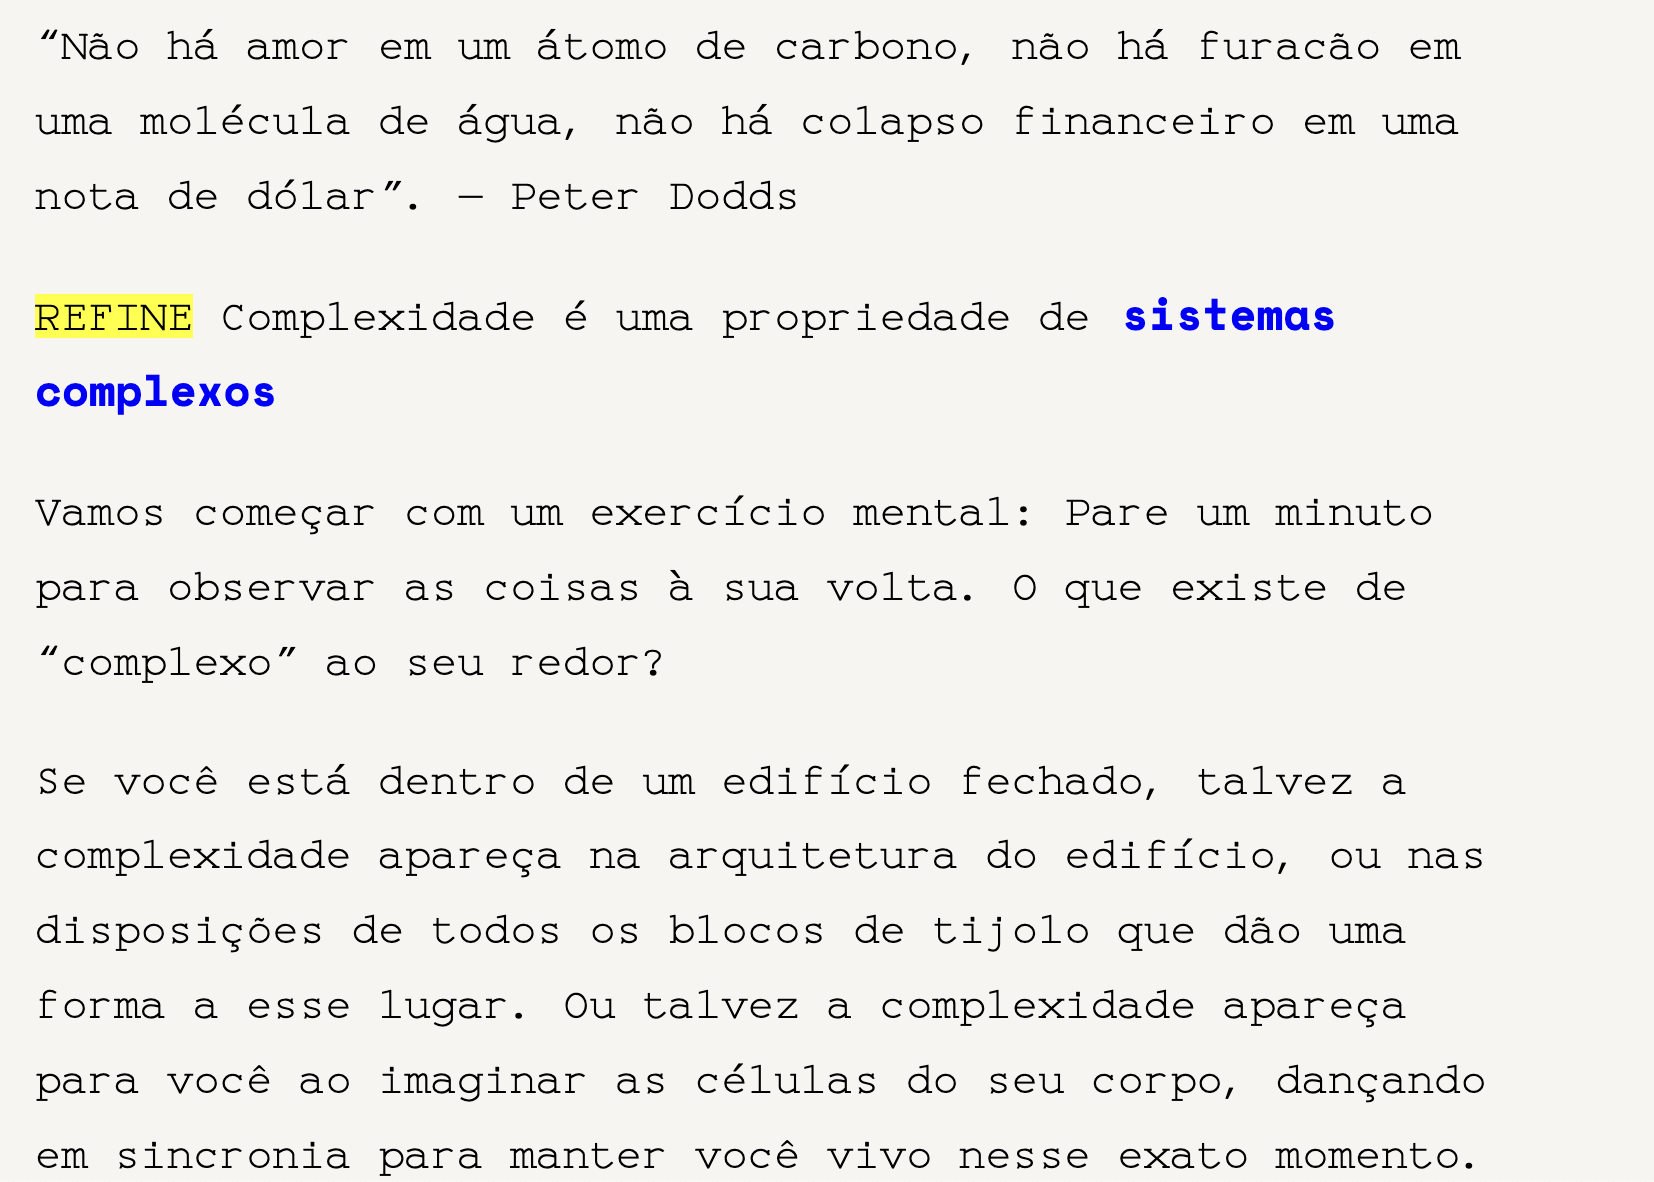 “Não há amor em um átomo de carbono, não há furacão em
uma molécula de água, não há colapso financeiro em uma
nota de dólar”. — Peter Dodds
REFINE Complexidade é uma propriedade de sistemas
complexos
Vamos começar com um exercício mental: Pare um minuto
para observar as coisas à sua volta. O que existe de
“complexo” ao seu redor?
Se você está dentro de um edifício fechado, talvez a
complexidade apareça na arquitetura do edifício, ou nas
disposições de todos os blocos de tijolo que dão uma
forma a esse lugar. Ou talvez a complexidade apareça
para você ao imaginar as células do seu corpo, dançando
em sincronia para manter você vivo nesse exato momento.